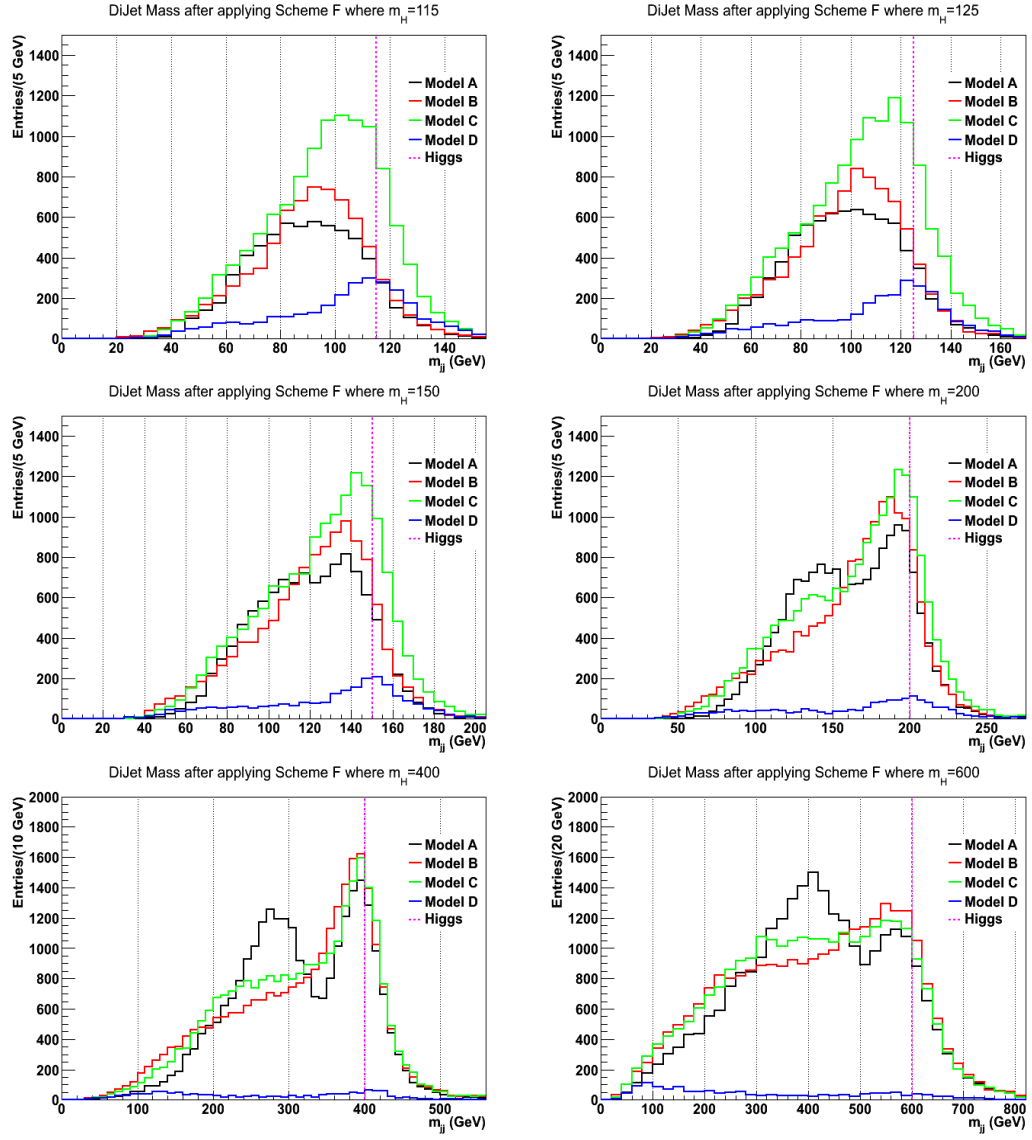 DiJet Mass after applying Scheme F where m_H=115
Entries/(5 GeV)
1400
1200
1000
800
600
400
200
0
Model A
Model B
Model C
Model D
Higgs
0 20 40 60 80 100 120 140
m_jj (GeV)
DiJet Mass after applying Scheme F where m_H=125
Entries/(5 GeV)
1400
1200
1000
800
600
400
200
0
Model A
Model B
Model C
Model D
Higgs
0 20 40 60 80 100 120 140 160
m_jj (GeV)
DiJet Mass after applying Scheme F where m_H=150
Entries/(5 GeV)
1400
1200
1000
800
600
400
200
0
Model A
Model B
Model C
Model D
Higgs
0 20 40 60 80 100 120 140 160 180 200
m_jj (GeV)
DiJet Mass after applying Scheme F where m_H=200
Entries/(5 GeV)
1400
1200
1000
800
600
400
200
0
Model A
Model B
Model C
Model D
Higgs
0 50 100 150 200 250
m_jj (GeV)
DiJet Mass after applying Scheme F where m_H=400
Entries/(10 GeV)
2000
1800
1600
1400
1200
1000
800
600
400
200
0
Model A
Model B
Model C
Model D
Higgs
0 100 200 300 400 500
m_jj (GeV)
DiJet Mass after applying Scheme F where m_H=600
Entries/(20 GeV)
2000
1800
1600
1400
1200
1000
800
600
400
200
0
Model A
Model B
Model C
Model D
Higgs
0 100 200 300 400 500 600 700 800
m_jj (GeV)